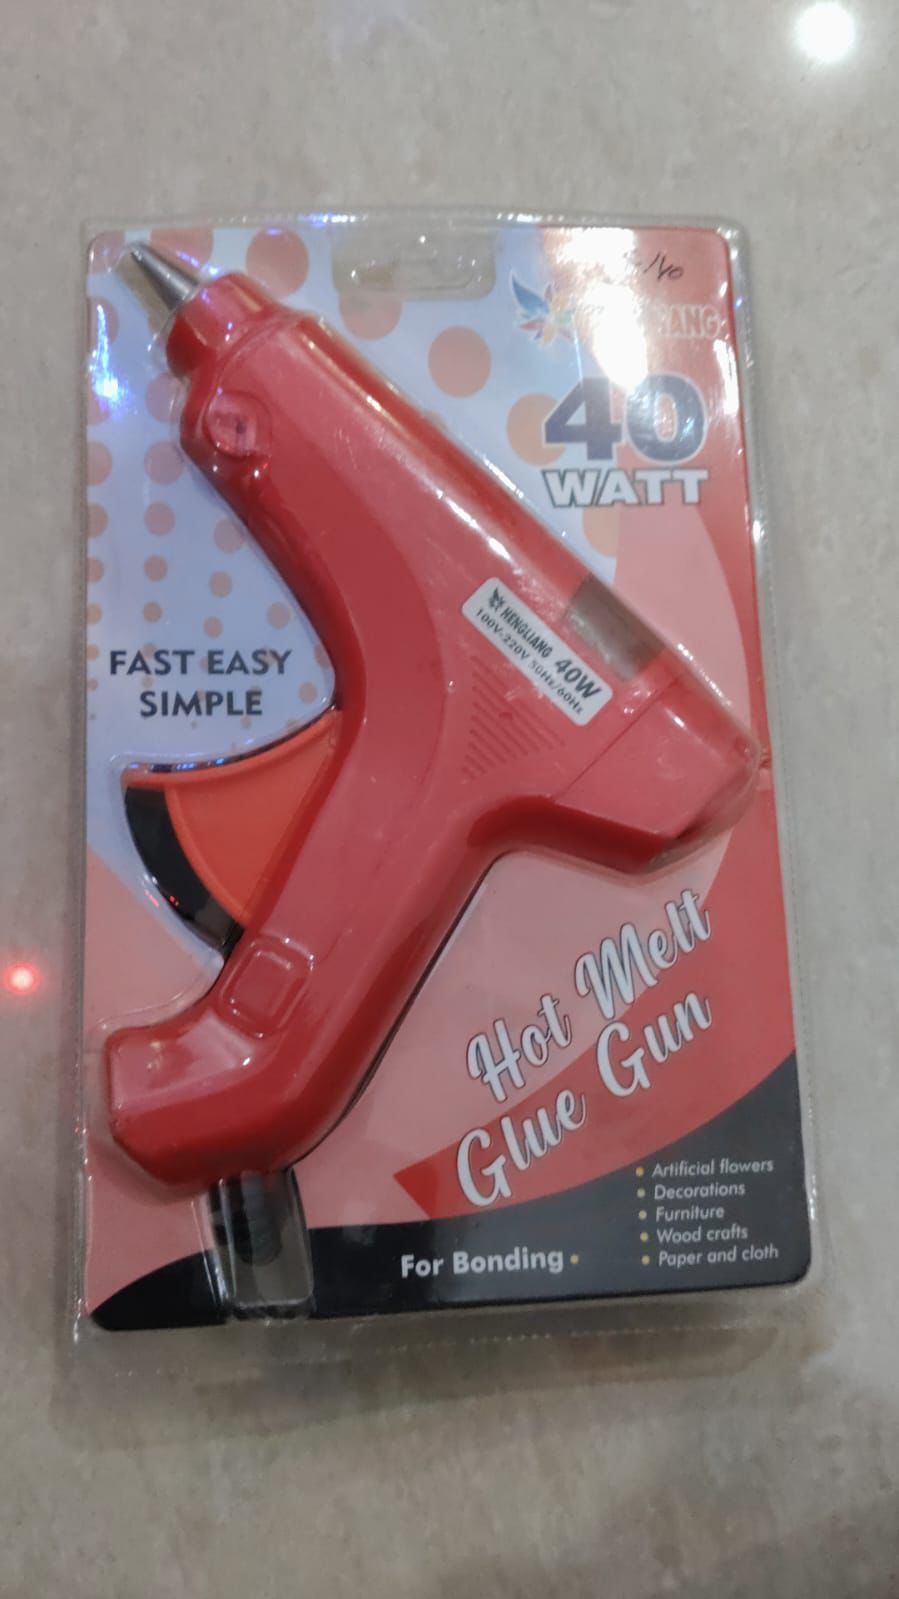 40
WATT
HENGLIANG 40W
100V-220V 50Hz/60Hz
FAST EASY
SIMPLE
Hot Melt
Glue Gun
For Bonding •
• Artificial flowers
• Decorations
• Furniture
• Wood crafts
• Paper and cloth